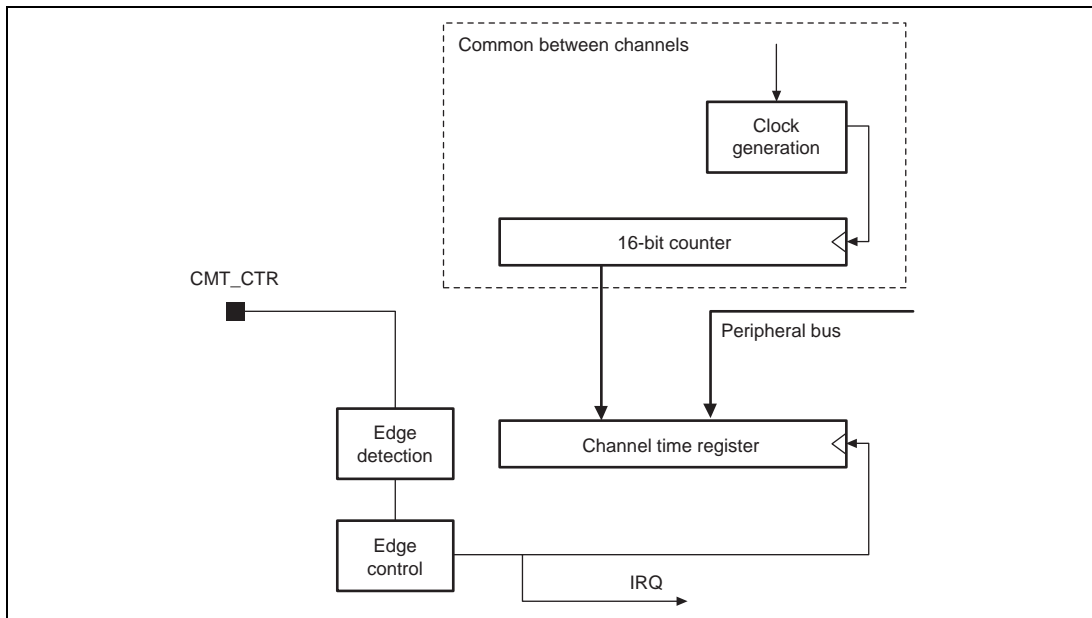 Common between channels
Clock
generation
16-bit counter
CMT_CTR
Peripheral bus
Edge
detection
Channel time register
Edge
control
IRQ